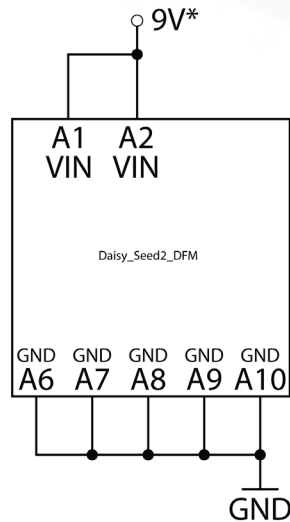 9V*
A1 A2
VIN VIN
Daisy_Seed2_DFM
GND GND GND GND GND
A6 A7 A8 A9 A10
GND